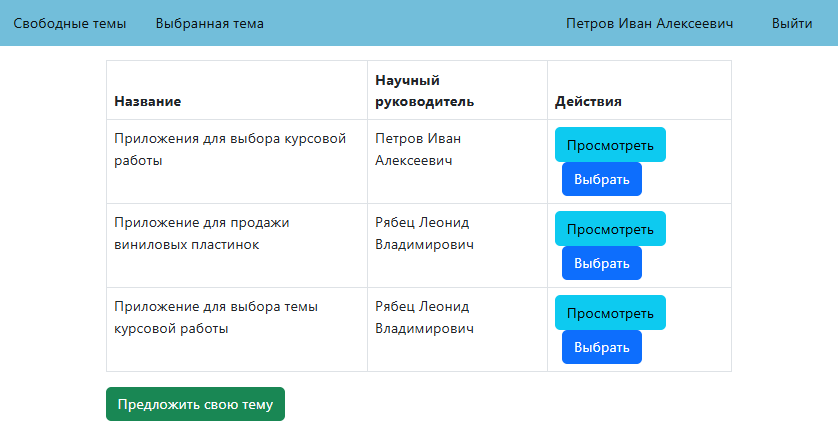 Свободные темы Выбранная тема Петров Иван Алексеевич Выйти
Название Научный руководитель Действия
Приложения для выбора курсовой работы
Петров Иван Алексеевич
Просмотреть
Выбрать
Приложение для продажи виниловых пластинок
Рябец Леонид Владимирович
Просмотреть
Выбрать
Приложение для выбора темы курсовой работы
Рябец Леонид Владимирович
Просмотреть
Выбрать
Предложить свою тему